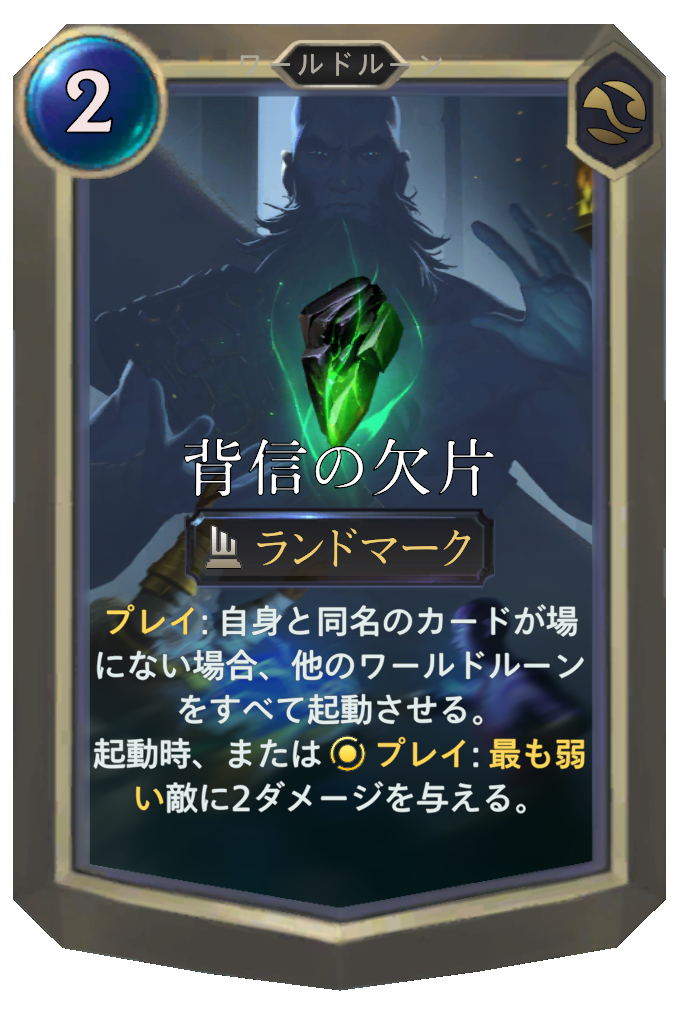 ワールドルーン
2
背信の欠片
ランドマーク
プレイ: 自身と同名のカードが場
にない場合、他のワールドルーン
をすべて起動させる。
起動時、または プレイ: 最も弱
い敵に2ダメージを与える。